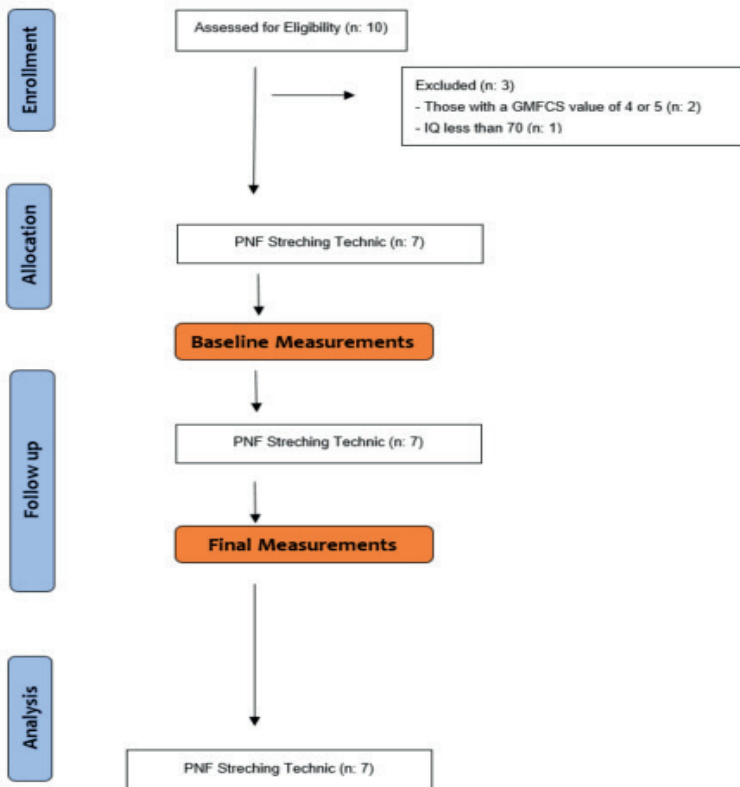 Enrollment
Assessed for Eligibility (n: 10)
Excluded (n: 3)
- Those with a GMFCS value of 4 or 5 (n: 2)
- IQ less than 70 (n: 1)
Allocation
PNF Streching Technic (n: 7)
Baseline Measurements
Follow up
PNF Streching Technic (n: 7)
Final Measurements
Analysis
PNF Streching Technic (n: 7)